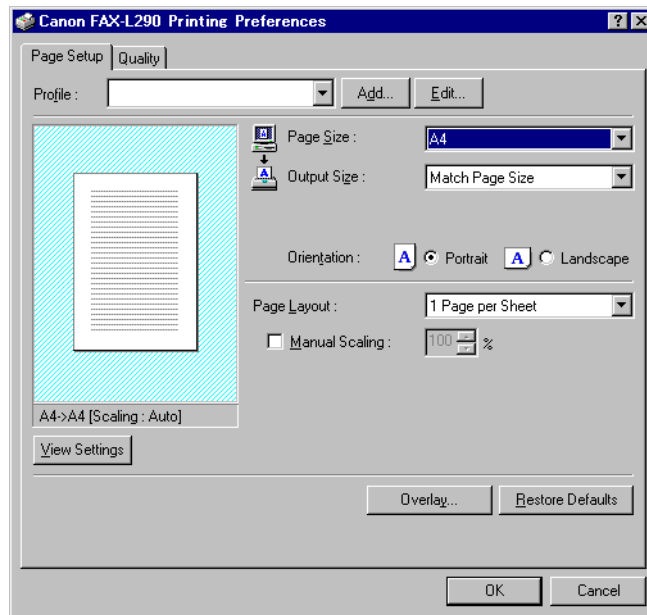 Canon FAX-L290 Printing Preferences
Page Setup
Quality
Profile :
Add...
Edit...
Page Size :
A4
Output Size :
Match Page Size
Orientation :
A
Portrait
A
Landscape
Page Layout :
1 Page per Sheet
Manual Scaling :
100
%
A4->A4 [Scaling : Auto]
View Settings
Overlay...
Restore Defaults
OK
Cancel